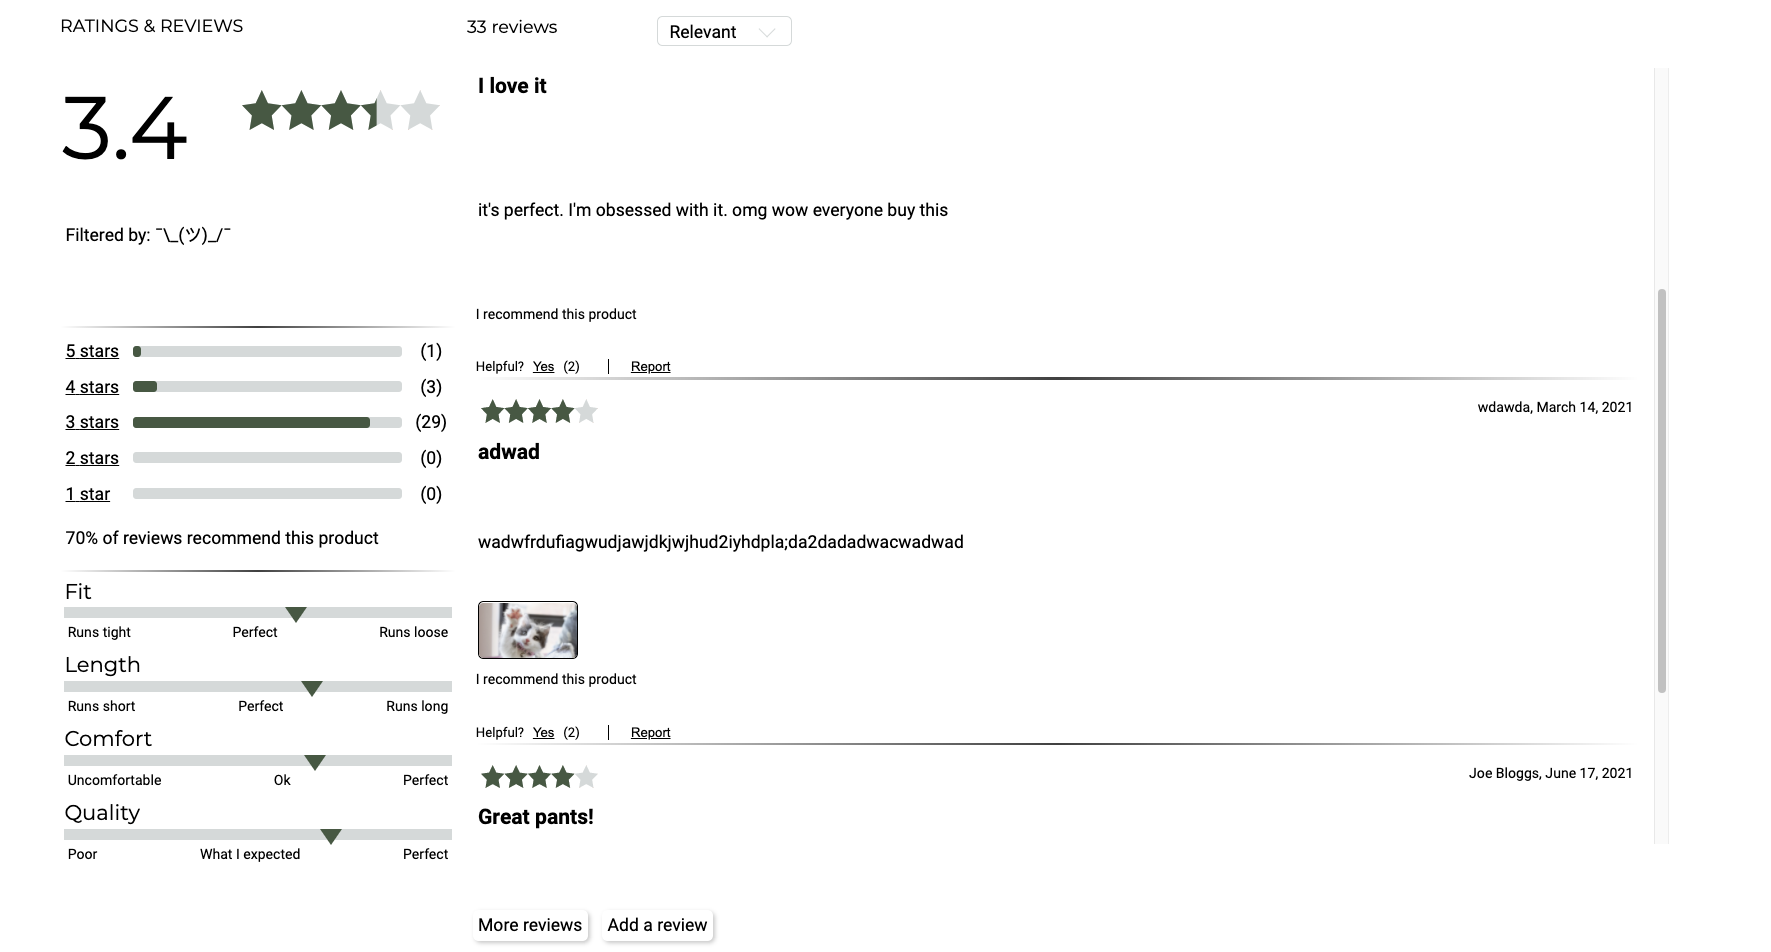 RATINGS & REVIEWS
33 reviews
Relevant
3.4
Filtered by: ¯\_(ツ)_/¯
5 stars (1)
4 stars (3)
3 stars (29)
2 stars (0)
1 star (0)
70% of reviews recommend this product
Fit
Runs tight Perfect Runs loose
Length
Runs short Perfect Runs long
Comfort
Uncomfortable Ok Perfect
Quality
Poor What I expected Perfect
I love it
it's perfect. I'm obsessed with it. omg wow everyone buy this
I recommend this product
Helpful? Yes (2) | Report
wdawda, March 14, 2021
adwad
wadwfrdufiagwudjawjdkjwjhud2iyhdpla;da2dadadwacwadwad
I recommend this product
Helpful? Yes (2) | Report
Joe Bloggs, June 17, 2021
Great pants!
More reviews
Add a review